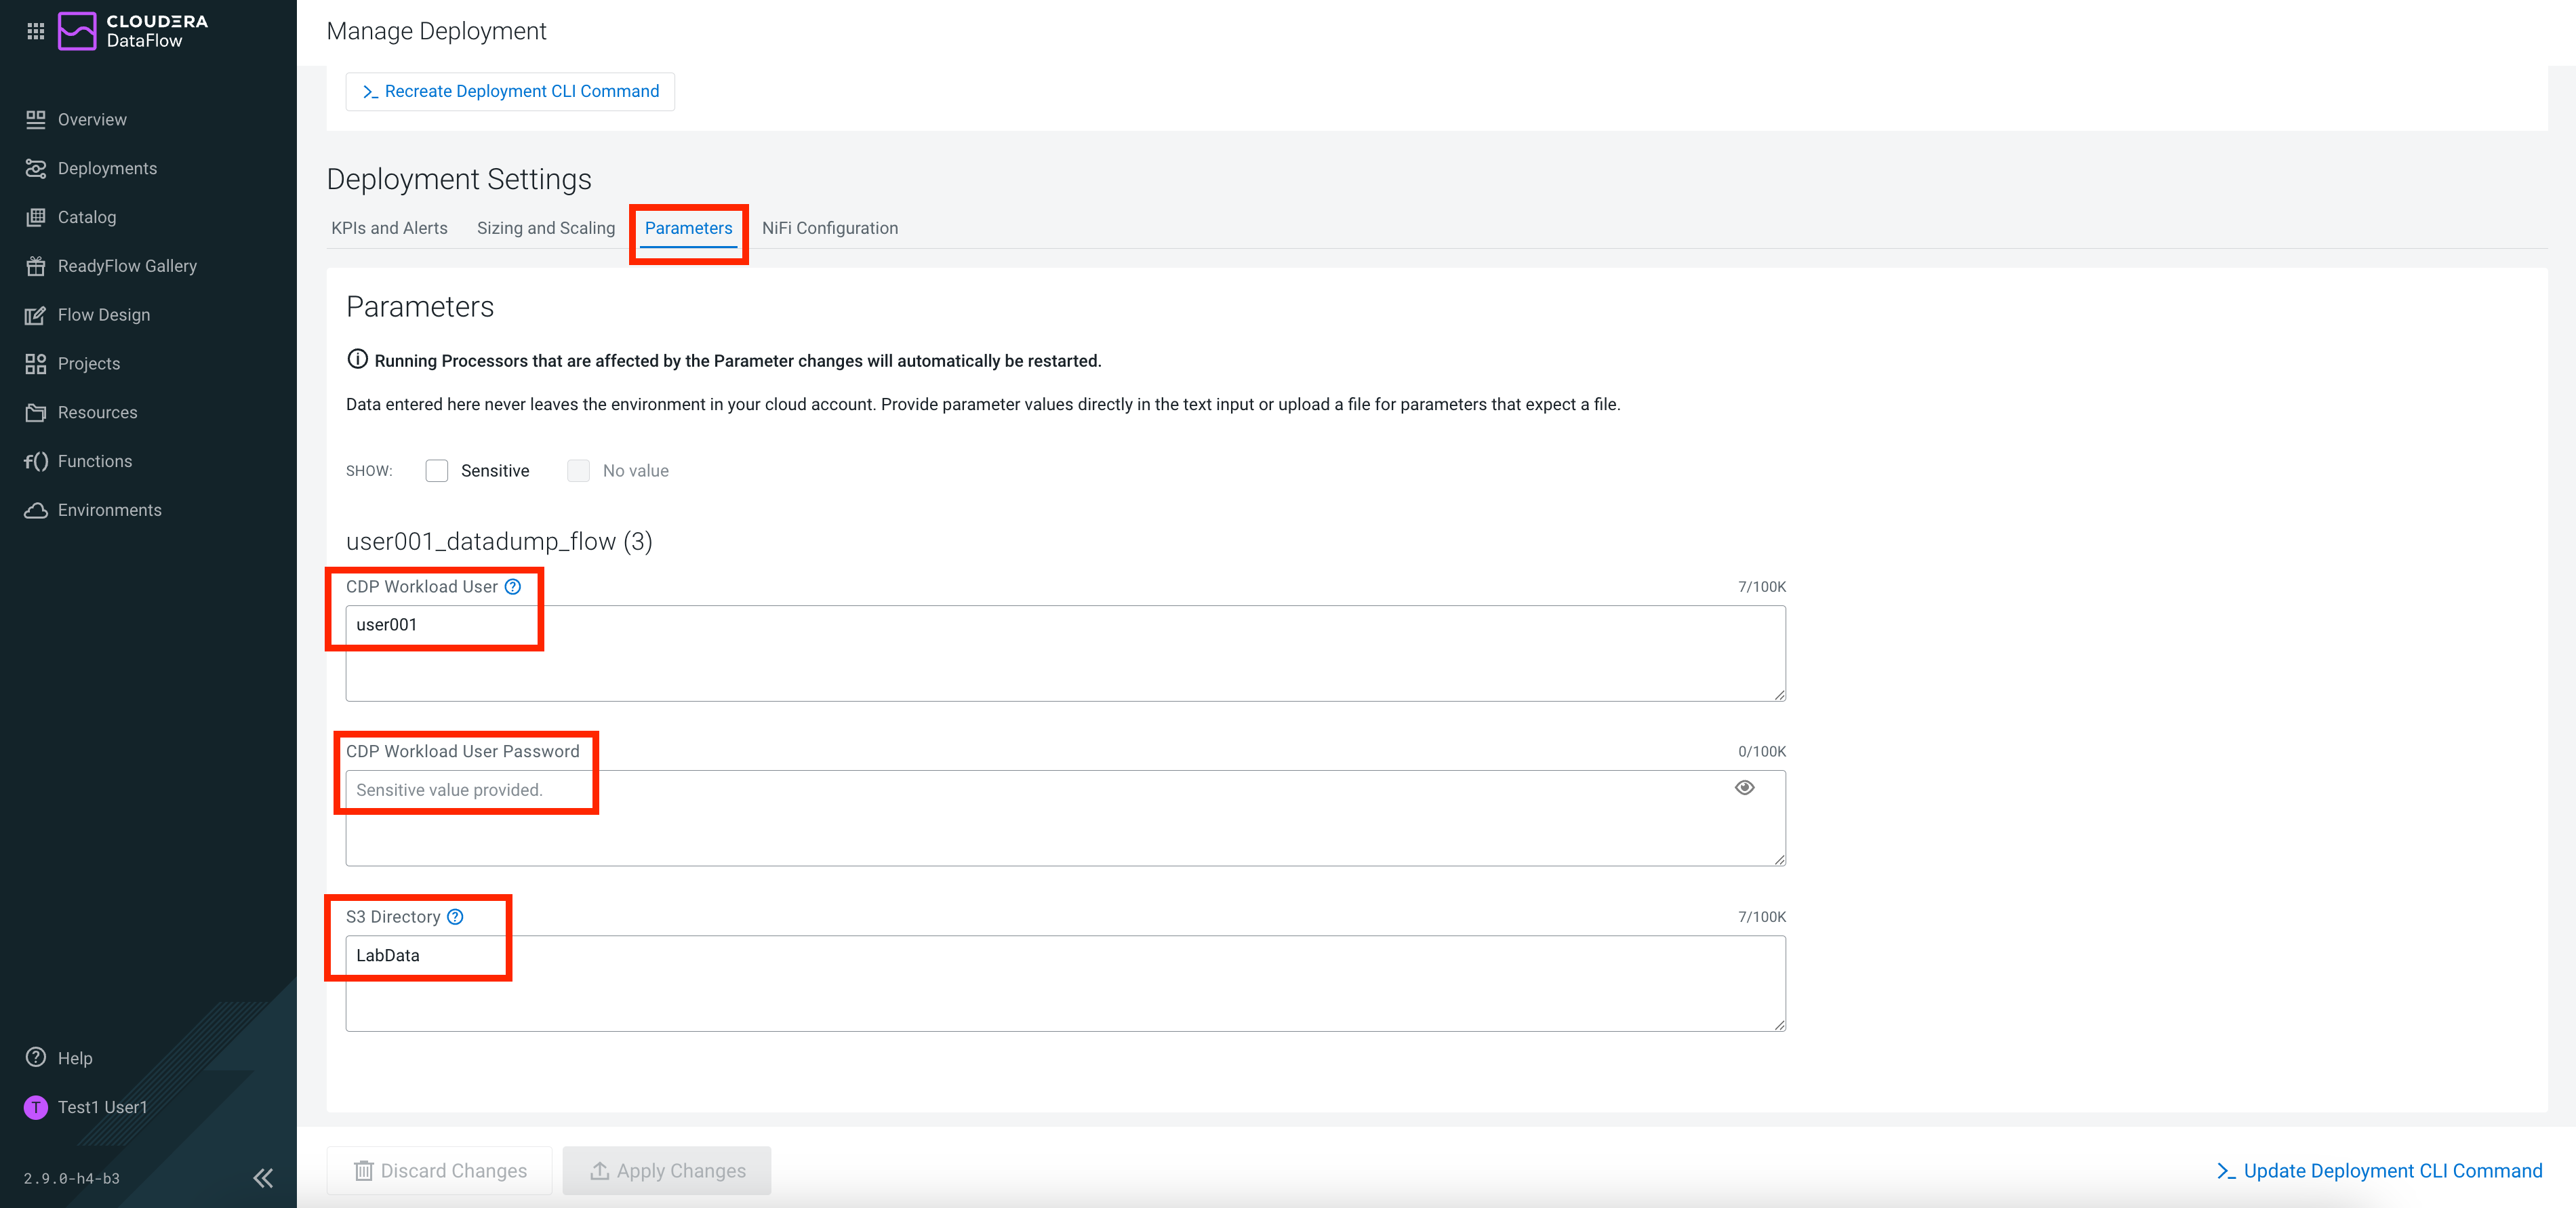 CLOUDERA
DataFlow
Overview
Deployments
Catalog
ReadyFlow Gallery
Flow Design
Projects
Resources
f() Functions
Environments
Help
T Test1 User1
2.9.0-h4-b3
Manage Deployment
>_ Recreate Deployment CLI Command
Deployment Settings
KPIs and Alerts Sizing and Scaling Parameters NiFi Configuration
Parameters
Running Processors that are affected by the Parameter changes will automatically be restarted.
Data entered here never leaves the environment in your cloud account. Provide parameter values directly in the text input or upload a file for parameters that expect a file.
SHOW: Sensitive No value
user001_datadump_flow (3)
CDP Workload User 7/100K
user001
CDP Workload User Password 0/100K
Sensitive value provided.
S3 Directory 7/100K
LabData
Discard Changes Apply Changes >_ Update Deployment CLI Command